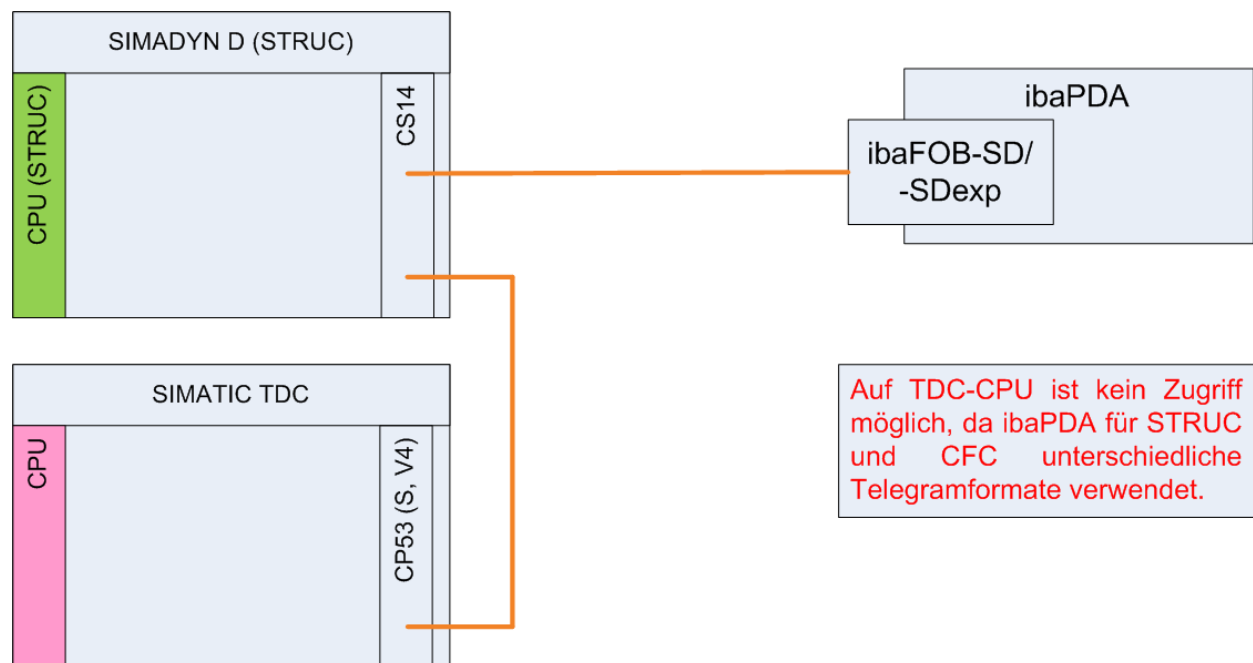 SIMADYN D (STRUC)
CPU (STRUC)
CS14
ibaPDA
ibaFOB-SD/
-SDexp
SIMATIC TDC
CPU
CP53 (S, V4)
Auf TDC-CPU ist kein Zugriff
möglich, da ibaPDA für STRUC
und CFC unterschiedliche
Telegramformate verwendet.